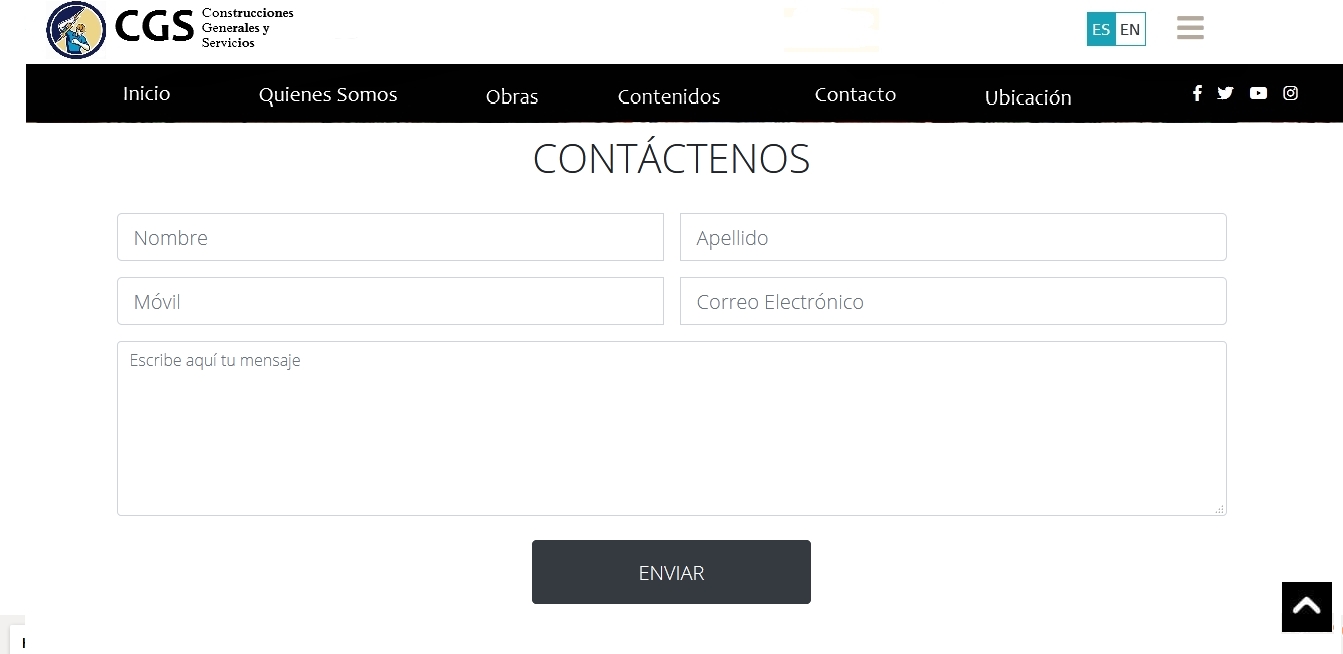 CGS
Construcciones
Generales y
Servicios
ES EN
Inicio Quienes Somos Obras Contenidos Contacto Ubicación
CONTÁCTENOS
Nombre Apellido
Móvil Correo Electrónico
Escribe aquí tu mensaje
ENVIAR